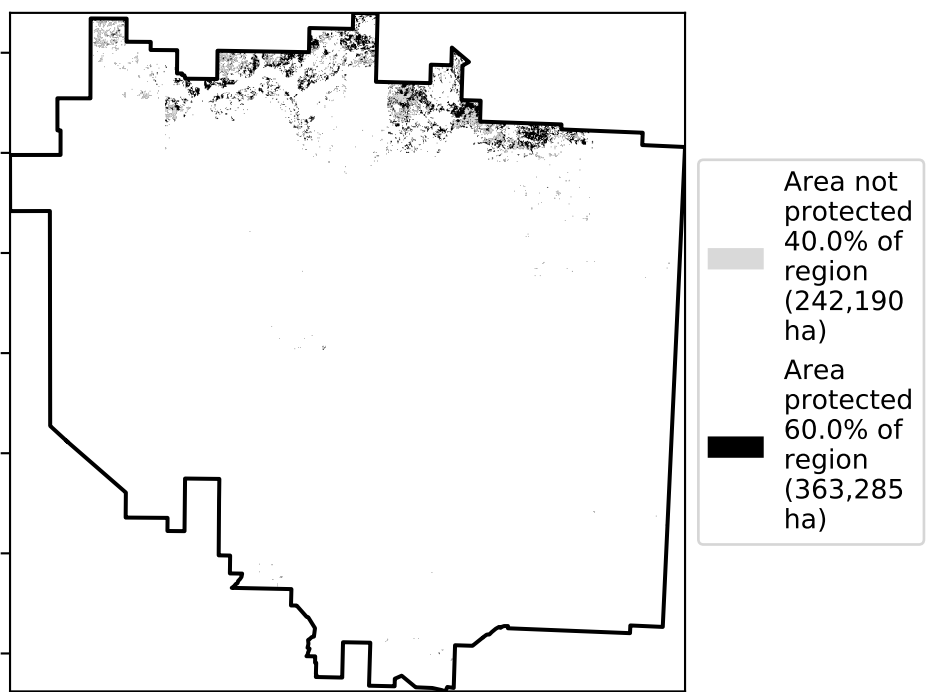 Area not
protected
40.0% of
region
(242,190
ha)
Area
protected
60.0% of
region
(363,285
ha)